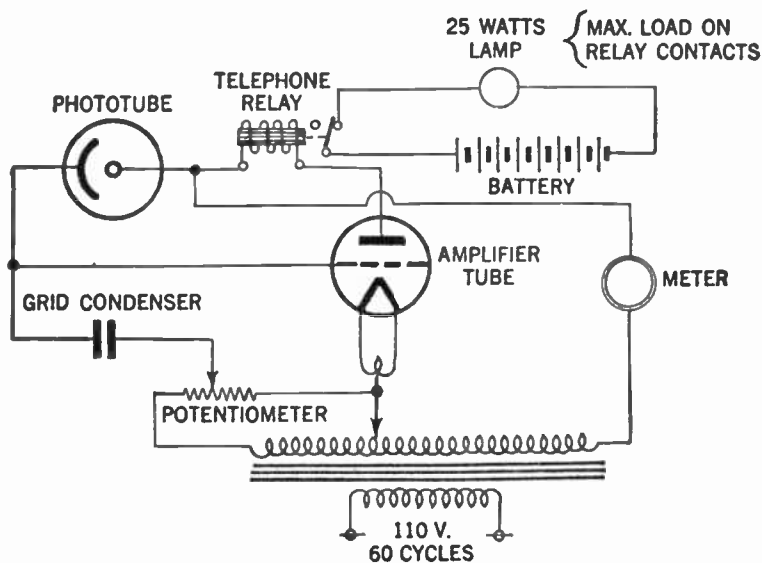 25 WATTS
LAMP
MAX. LOAD ON
RELAY CONTACTS
TELEPHONE
RELAY
PHOTOTUBE
BATTERY
AMPLIFIER
TUBE
METER
GRID CONDENSER
POTENTIOMETER
110 V.
60 CYCLES